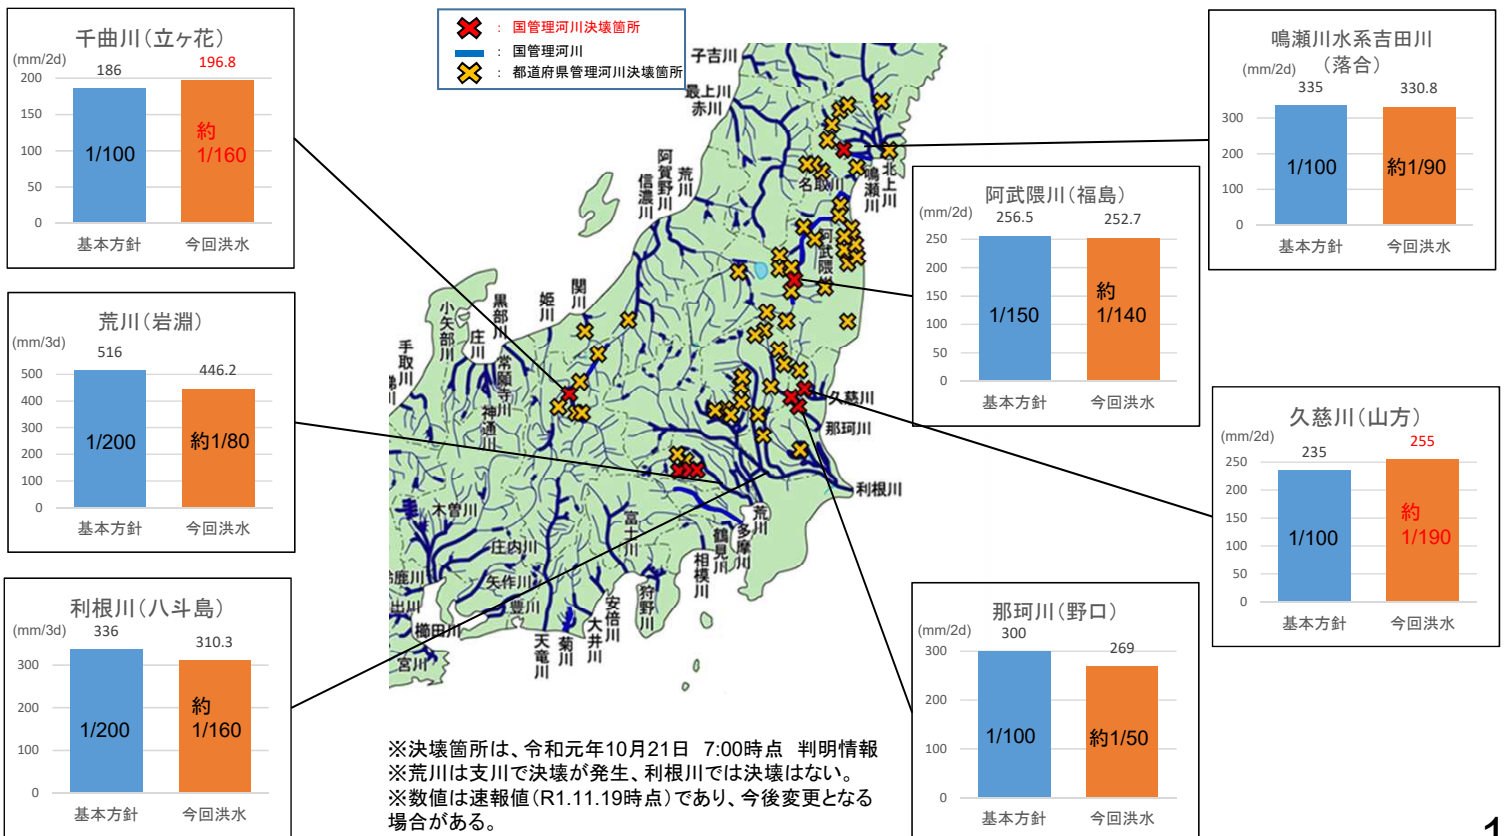 千曲川(立ヶ花)
(mm/2d)
186
196.8
200
150
100
50
0
1/100
約
1/160
基本方針
今回洪水
荒川(岩淵)
(mm/3d)
516
446.2
500
400
300
200
100
0
1/200
約1/80
基本方針
今回洪水
利根川(八斗島)
(mm/3d)
336
310.3
300
200
100
0
1/200
約
1/160
基本方針
今回洪水
: 国管理河川決壊箇所
: 国管理河川
: 都道府県管理河川決壊箇所
子吉川
最上川
赤川
荒川
阿賀野川
信濃川
関川
姫川
黒部川
常願寺川
神通川
庄川
小矢部川
手取川
北上川
鳴瀬川
名取川
阿武隈川
久慈川
那珂川
利根川
荒川
多摩川
鶴見川
相模川
富士川
狩野川
安倍川
大井川
菊川
天竜川
豊川
矢作川
庄内川
木曽川
鹿川
出川
櫛田川
宮川
鳴瀬川水系吉田川
(落合)
(mm/2d)
335
330.8
300
200
100
0
1/100
約1/90
基本方針
今回洪水
阿武隈川(福島)
(mm/2d)
256.5
252.7
250
200
150
100
50
0
1/150
約
1/140
基本方針
今回洪水
久慈川(山方)
(mm/2d)
235
255
250
200
150
100
50
0
1/100
約
1/190
基本方針
今回洪水
那珂川(野口)
(mm/2d)
300
269
300
200
100
0
1/100
約1/50
基本方針
今回洪水
※決壊箇所は、令和元年10月21日 7:00時点 判明情報
※荒川は支川で決壊が発生、利根川では決壊はない。
※数値は速報値(R1.11.19時点)であり、今後変更となる
場合がある。
1